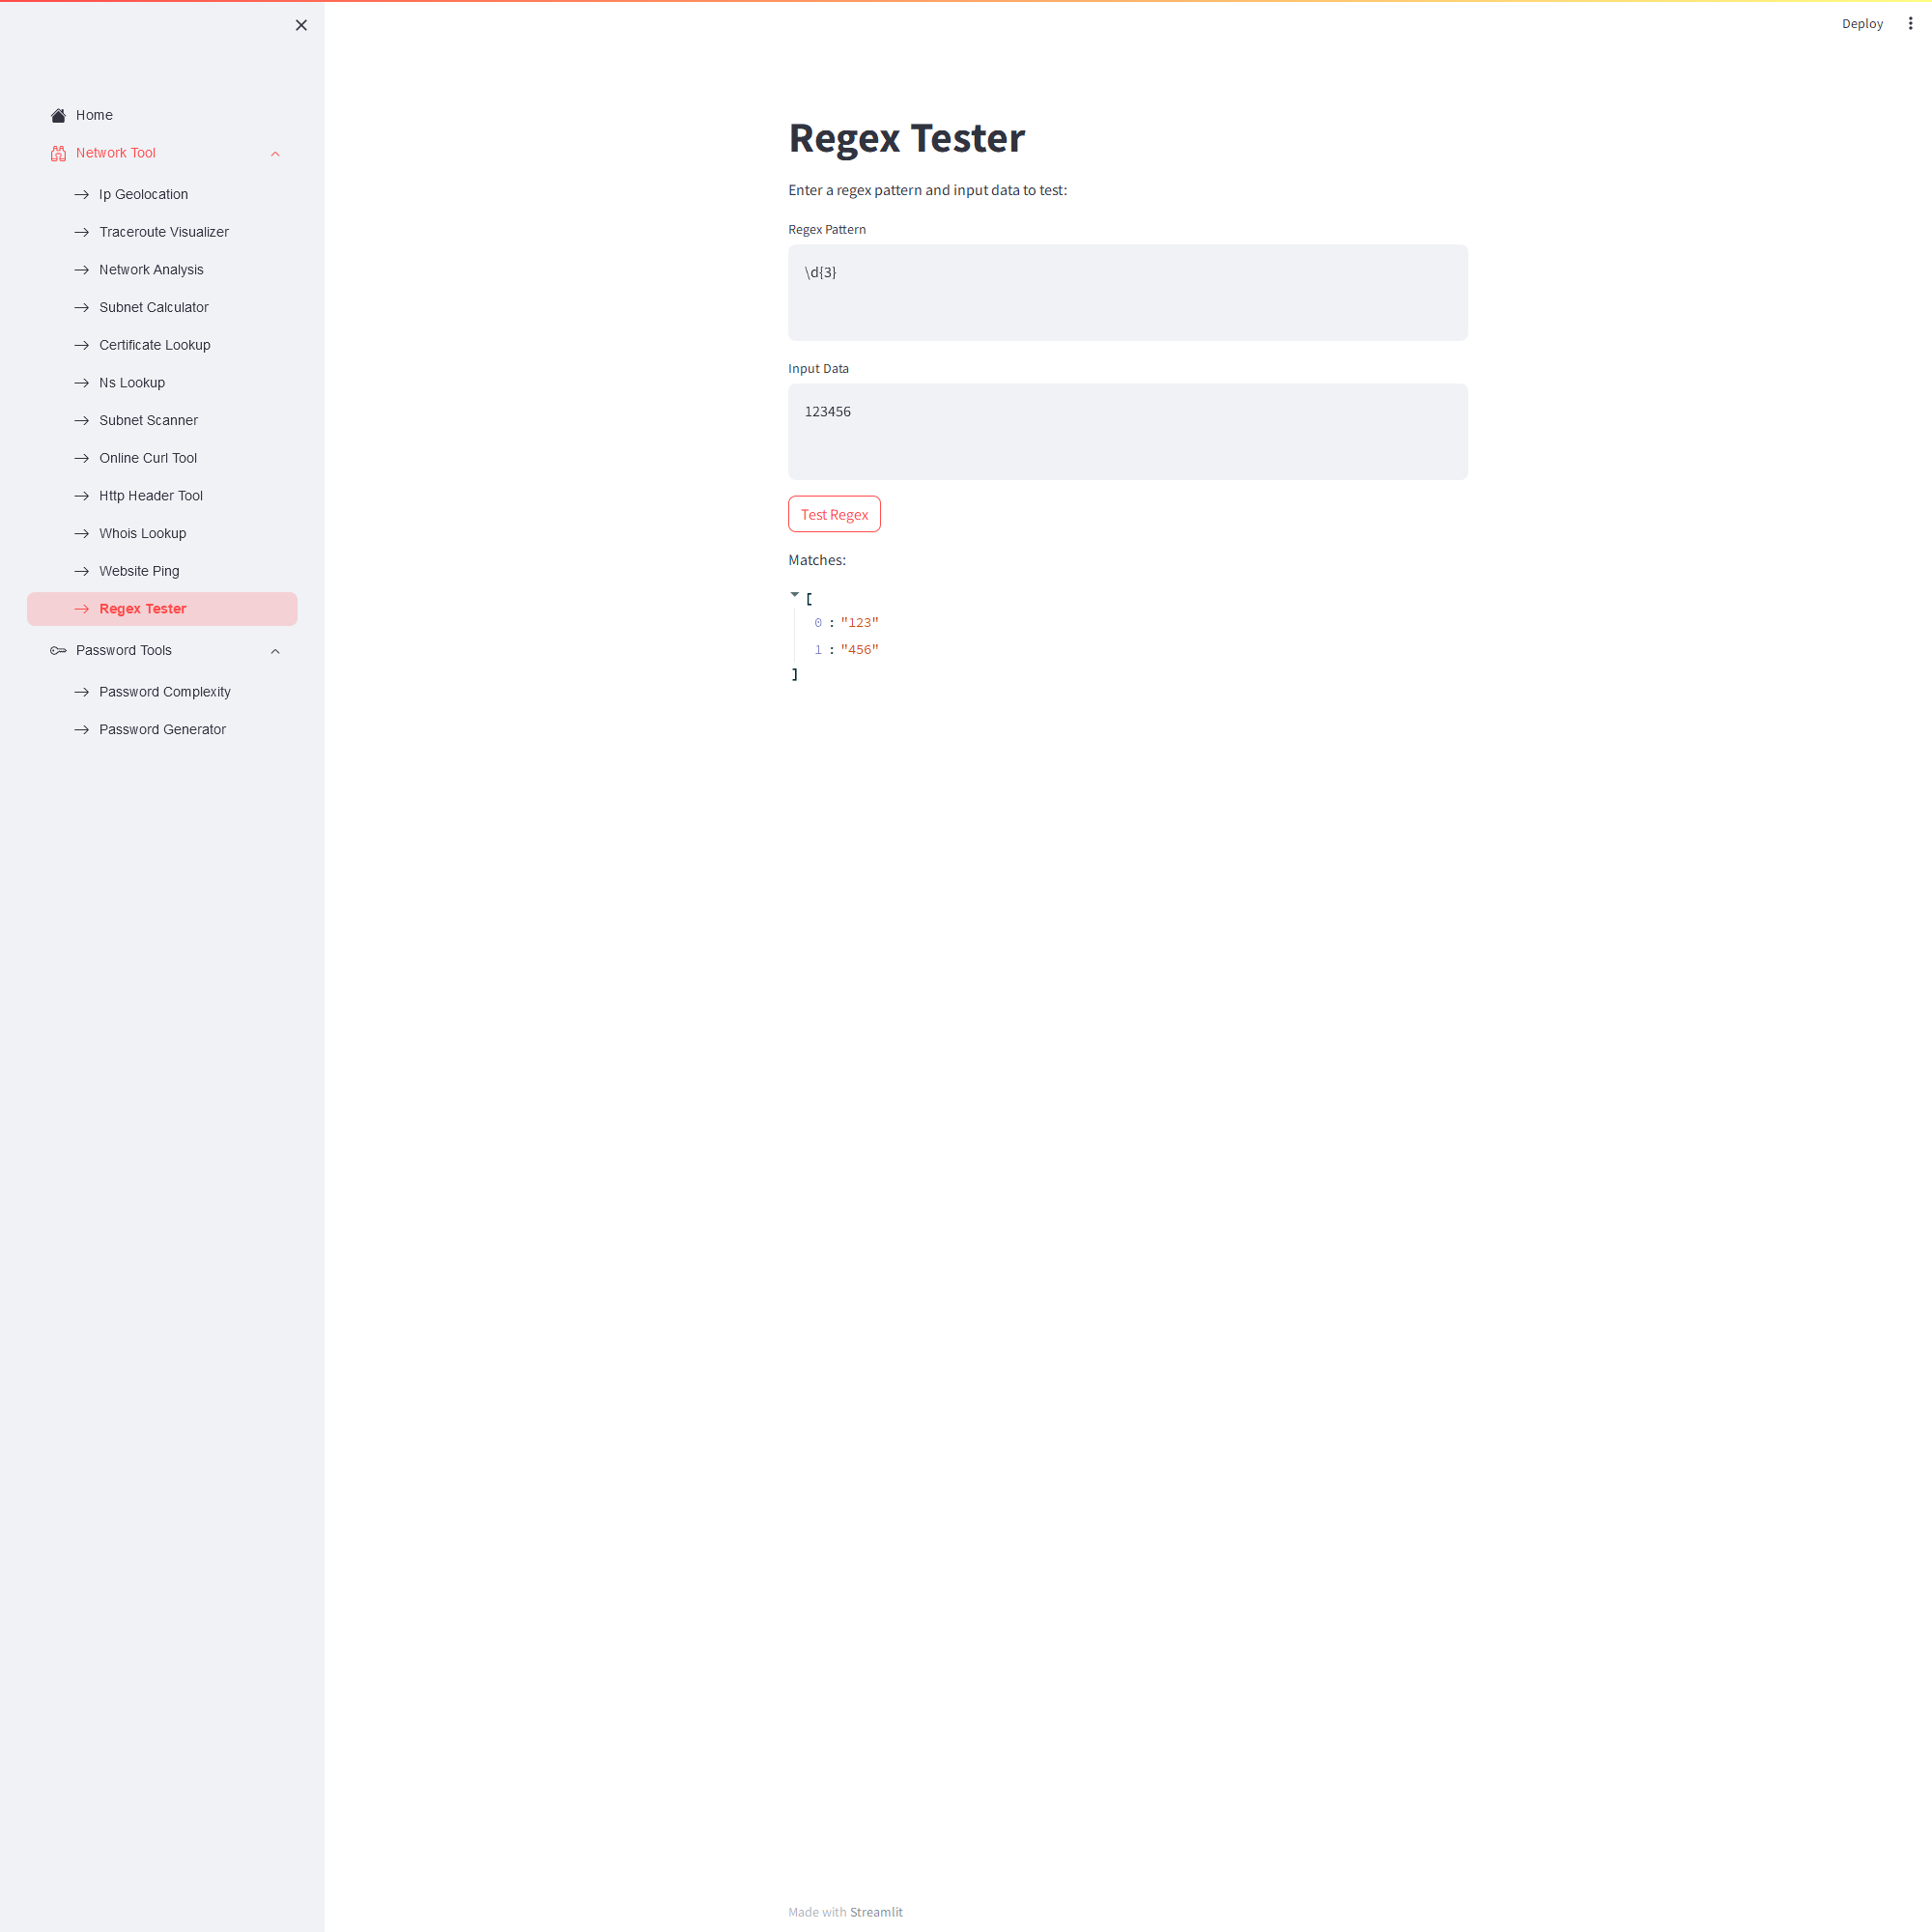 Deploy
Home
Network Tool
Ip Geolocation
Traceroute Visualizer
Network Analysis
Subnet Calculator
Certificate Lookup
Ns Lookup
Subnet Scanner
Online Curl Tool
Http Header Tool
Whois Lookup
Website Ping
Regex Tester
Password Tools
Password Complexity
Password Generator
Regex Tester
Enter a regex pattern and input data to test:
Regex Pattern
\d{3}
Input Data
123456
Test Regex
Matches:
[
0 : "123"
1 : "456"
]
Made with Streamlit